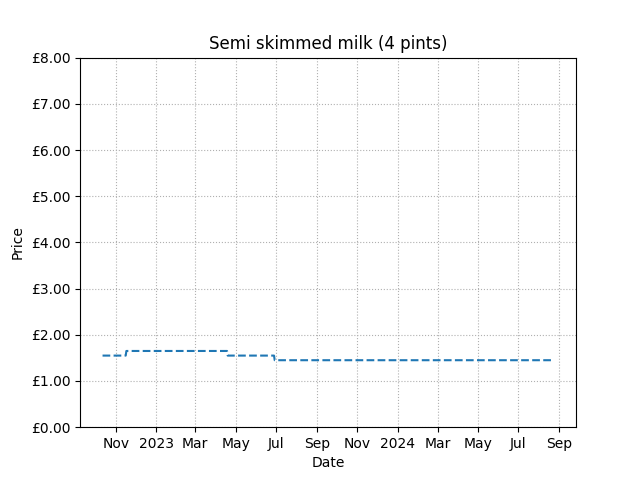 Semi skimmed milk (4 pints)
£8.00
£7.00
£6.00
£5.00
£4.00
£3.00
£2.00
£1.00
£0.00
Price
Nov 2023 Mar May Jul Sep Nov 2024 Mar May Jul Sep
Date